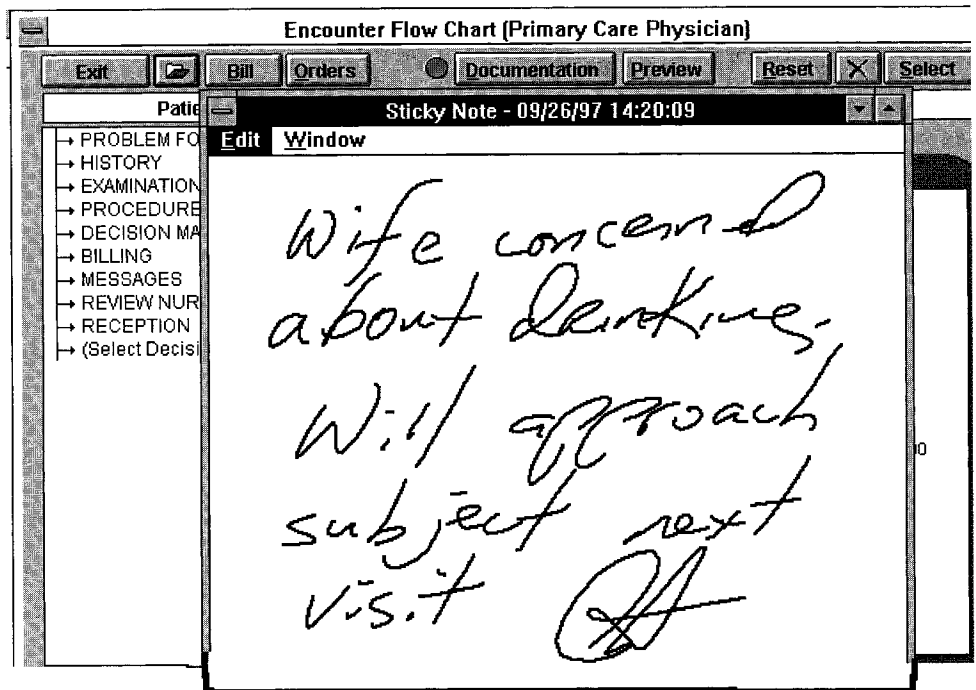 Encounter Flow Chart (Primary Care Physician)
Exit Bill Orders Documentation Preview Reset X Select
Patie
Sticky Note - 09/26/97 14:20:09
Edit Window
→ PROBLEM FO
→ HISTORY
→ EXAMINATION
→ PROCEDURE
→ DECISION MA
→ BILLING
→ MESSAGES
→ REVIEW NUR
→ RECEPTION
→ (Select Decisi
Wife concerned
about drinking.
Will approach
subject next
visit